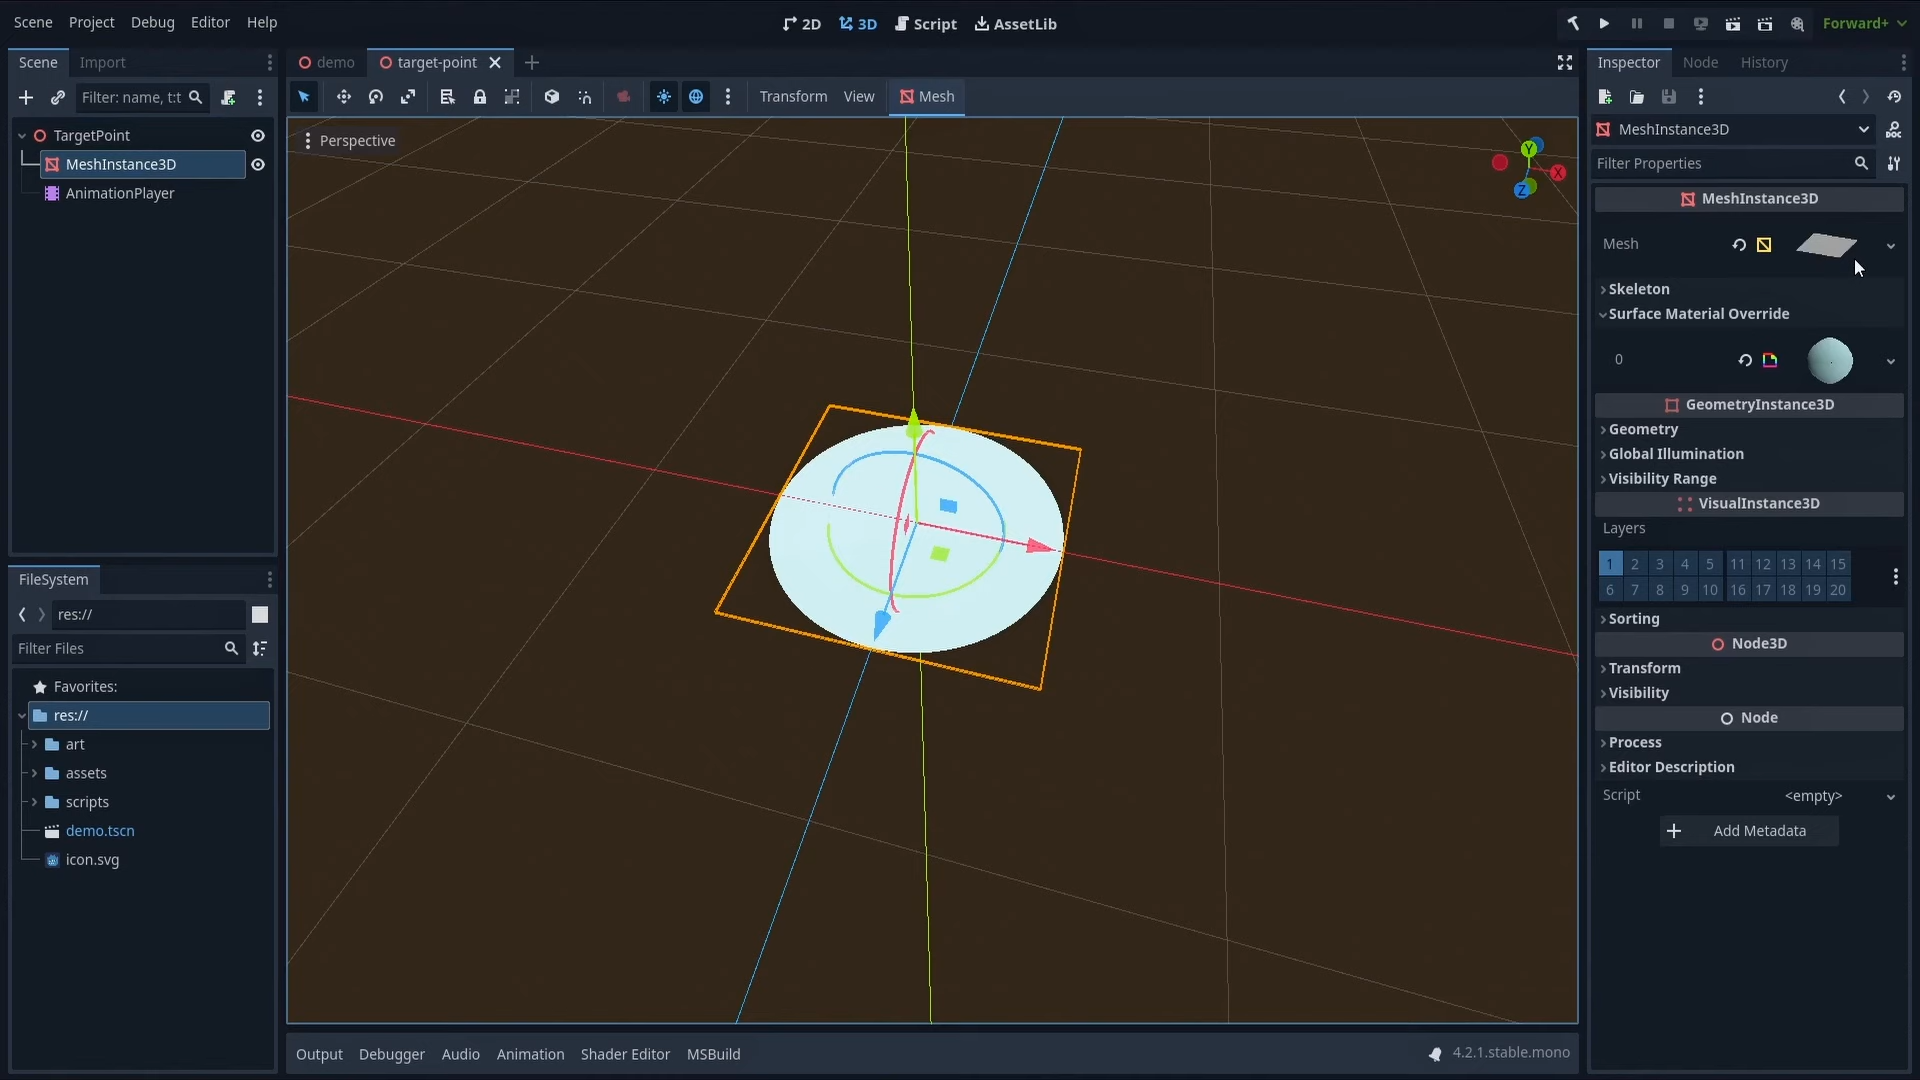 Scene Project Debug Editor Help
2D 3D Script AssetLib
Forward+
Scene Import
Filter: name, t:t
TargetPoint
MeshInstance3D
AnimationPlayer
FileSystem
res://
Filter Files
Favorites:
res://
art
assets
scripts
demo.tscn
icon.svg
demo target-point
Transform View Mesh
Perspective
Y
X
Z
Output Debugger Audio Animation Shader Editor MSBuild
4.2.1.stable.mono
Inspector Node History
MeshInstance3D
DOC
Filter Properties
MeshInstance3D
Mesh
Skeleton
Surface Material Override
0
GeometryInstance3D
Geometry
Global Illumination
Visibility Range
VisualInstance3D
Layers
1 2 3 4 5 11 12 13 14 15
6 7 8 9 10 16 17 18 19 20
Sorting
Node3D
Transform
Visibility
Node
Process
Editor Description
Script <empty>
Add Metadata